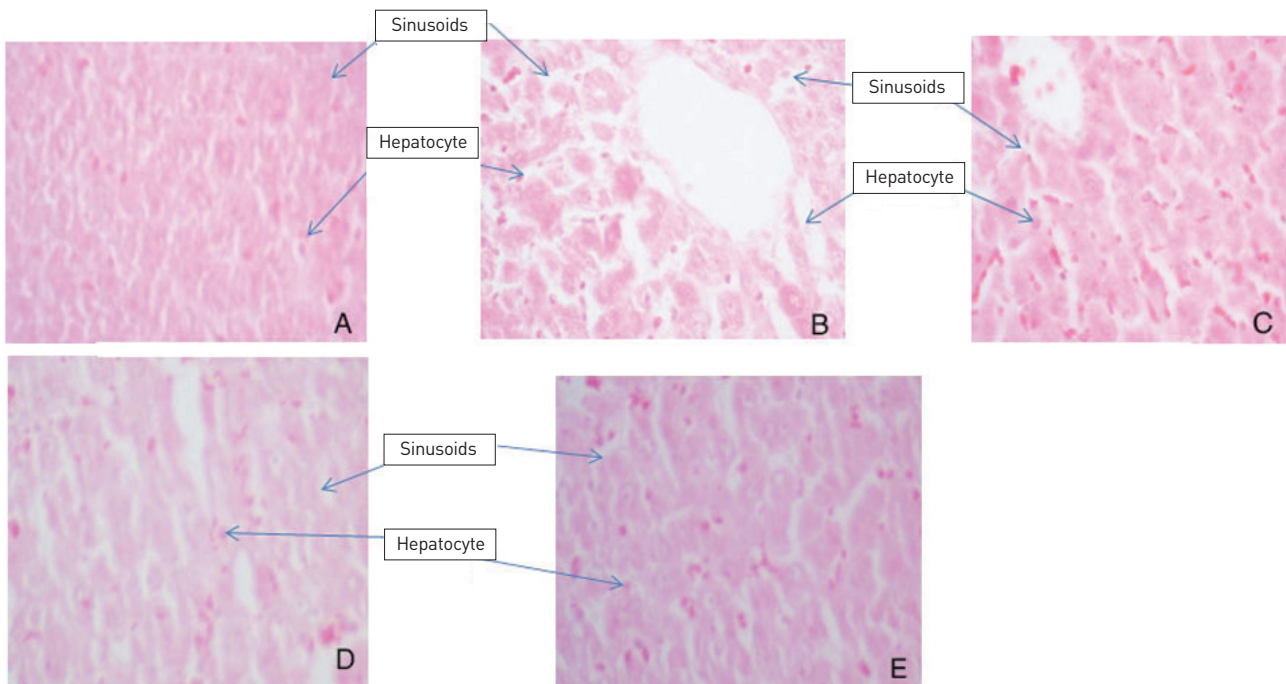 Sinusoids
Hepatocyte
A
B
Sinusoids
Hepatocyte
C
Sinusoids
Hepatocyte
D
E